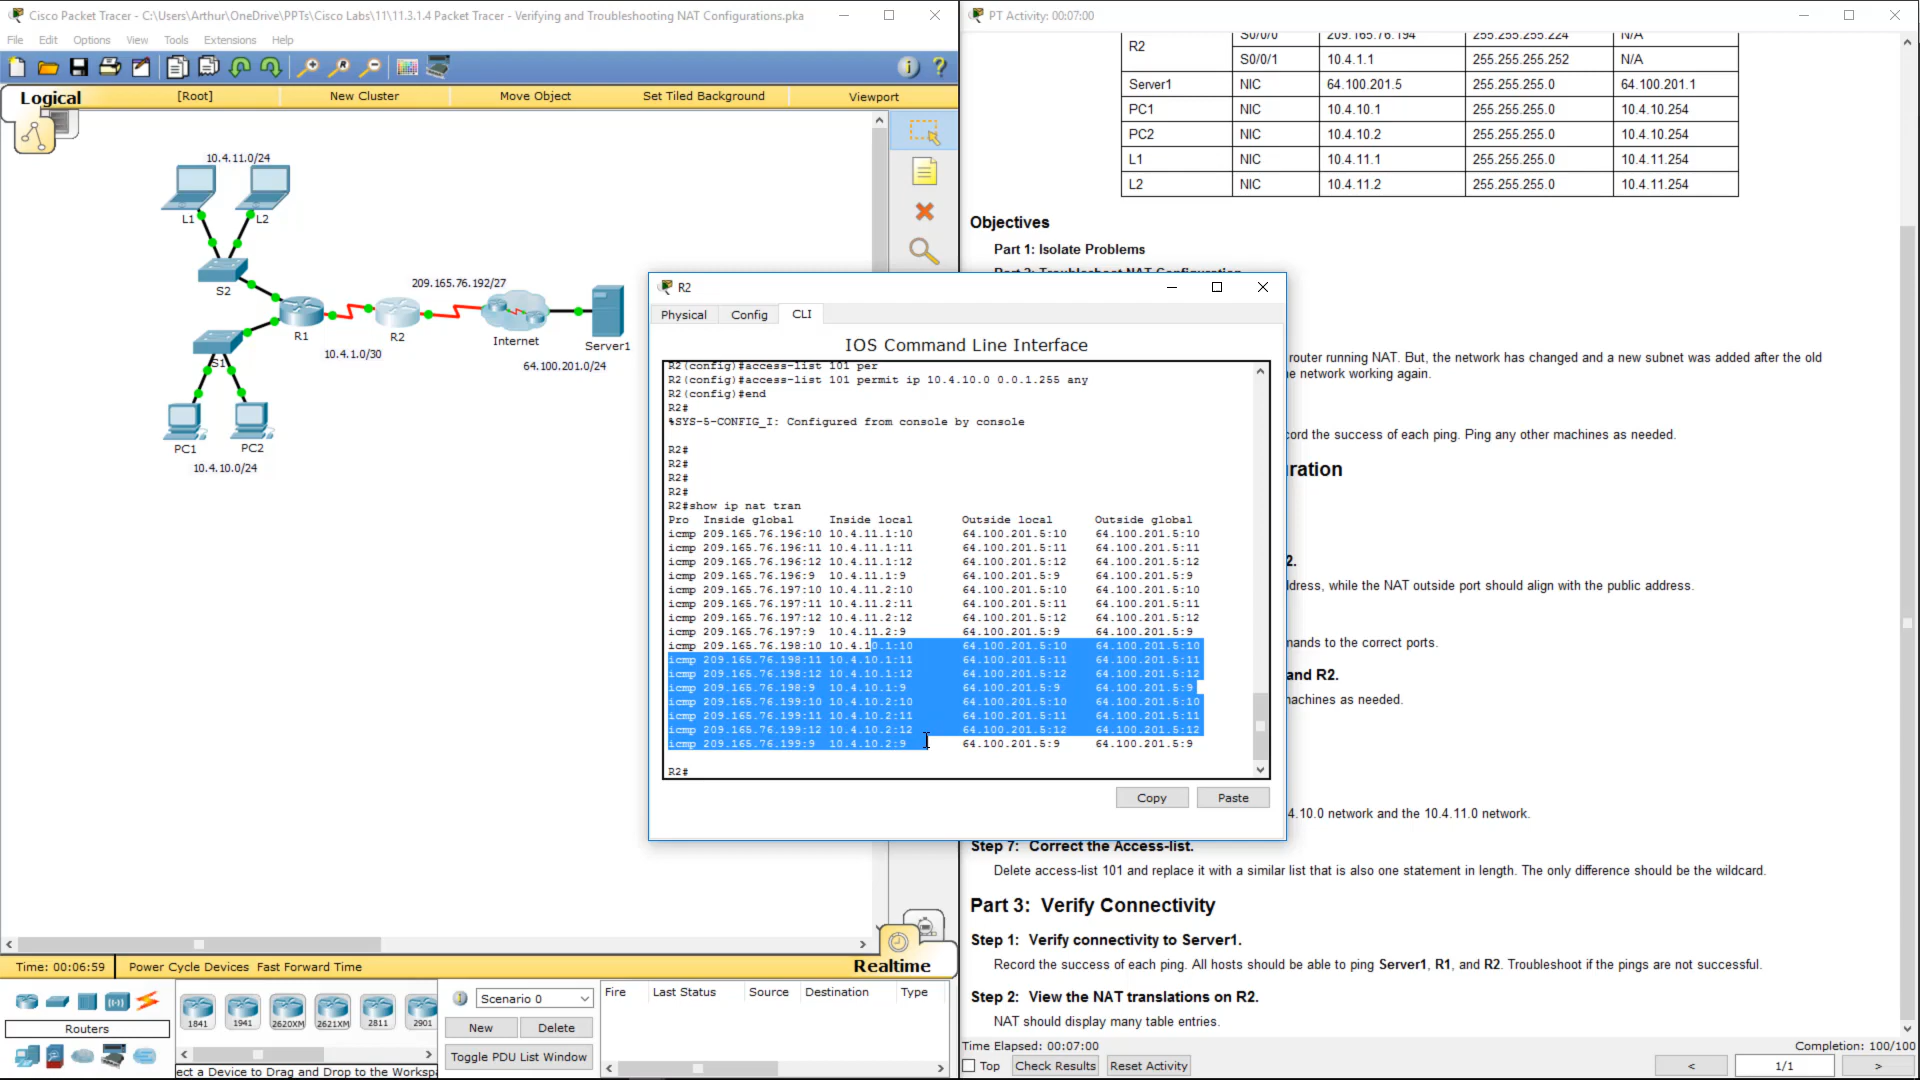 Cisco Packet Tracer - C:\Users\Arthur\OneDrive\PPTs\Cisco Labs\11\11.3.1.4 Packet Tracer - Verifying and Troubleshooting NAT Configurations.pka
File Edit Options View Tools Extensions Help
Logical [Root] New Cluster Move Object Set Tiled Background Viewport
10.4.11.0/24
L1 L2
S2
209.165.76.192/27
R1 R2 Internet Server1
10.4.1.0/30
64.100.201.0/24
S1
PC1 PC2
10.4.10.0/24
R2
Physical Config CLI
IOS Command Line Interface
R2(config)#access-list 101 per
R2(config)#access-list 101 permit ip 10.4.10.0 0.0.1.255 any
R2(config)#end
R2#
%SYS-5-CONFIG_I: Configured from console by console
R2#
R2#
R2#
R2#
R2#show ip nat tran
Pro Inside global Inside local Outside local Outside global
icmp 209.165.76.196:10 10.4.11.1:10 64.100.201.5:10 64.100.201.5:10
icmp 209.165.76.196:11 10.4.11.1:11 64.100.201.5:11 64.100.201.5:11
icmp 209.165.76.196:12 10.4.11.1:12 64.100.201.5:12 64.100.201.5:12
icmp 209.165.76.196:9 10.4.11.1:9 64.100.201.5:9 64.100.201.5:9
icmp 209.165.76.197:10 10.4.11.2:10 64.100.201.5:10 64.100.201.5:10
icmp 209.165.76.197:11 10.4.11.2:11 64.100.201.5:11 64.100.201.5:11
icmp 209.165.76.197:12 10.4.11.2:12 64.100.201.5:12 64.100.201.5:12
icmp 209.165.76.197:9 10.4.11.2:9 64.100.201.5:9 64.100.201.5:9
icmp 209.165.76.198:10 10.4.10.1:10 64.100.201.5:10 64.100.201.5:10
icmp 209.165.76.198:11 10.4.10.1:11 64.100.201.5:11 64.100.201.5:11
icmp 209.165.76.198:12 10.4.10.1:12 64.100.201.5:12 64.100.201.5:12
icmp 209.165.76.198:9 10.4.10.1:9 64.100.201.5:9 64.100.201.5:9
icmp 209.165.76.199:10 10.4.10.2:10 64.100.201.5:10 64.100.201.5:10
icmp 209.165.76.199:11 10.4.10.2:11 64.100.201.5:11 64.100.201.5:11
icmp 209.165.76.199:12 10.4.10.2:12 64.100.201.5:12 64.100.201.5:12
icmp 209.165.76.199:9 10.4.10.2:9 64.100.201.5:9 64.100.201.5:9
R2#
Copy Paste
Realtime
Time: 00:06:59 Power Cycle Devices Fast Forward Time
Routers
1841 1941 2620XM 2621XM 2811 2901
ect a Device to Drag and Drop to the Worksp
Scenario 0
New Delete
Toggle PDU List Window
Fire Last Status Source Destination Type
PT Activity: 00:07:00
R2 S0/0/0 209.165.76.194 255.255.255.224 N/A
S0/0/1 10.4.1.1 255.255.255.252 N/A
Server1 NIC 64.100.201.5 255.255.255.0 64.100.201.1
PC1 NIC 10.4.10.1 255.255.255.0 10.4.10.254
PC2 NIC 10.4.10.2 255.255.255.0 10.4.10.254
L1 NIC 10.4.11.1 255.255.255.0 10.4.11.254
L2 NIC 10.4.11.2 255.255.255.0 10.4.11.254
Objectives
Part 1: Isolate Problems
Part 2: Troubleshoot NAT Configuration
router running NAT. But, the network has changed and a new subnet was added after the old
e network working again.
ord the success of each ping. Ping any other machines as needed.
ration
2.
dress, while the NAT outside port should align with the public address.
mands to the correct ports.
and R2.
machines as needed.
4.10.0 network and the 10.4.11.0 network.
Step 7: Correct the Access-list.
Delete access-list 101 and replace it with a similar list that is also one statement in length. The only difference should be the wildcard.
Part 3: Verify Connectivity
Step 1: Verify connectivity to Server1.
Record the success of each ping. All hosts should be able to ping Server1, R1, and R2. Troubleshoot if the pings are not successful.
Step 2: View the NAT translations on R2.
NAT should display many table entries.
Time Elapsed: 00:07:00 Completion: 100/100
Top Check Results Reset Activity < 1/1 >